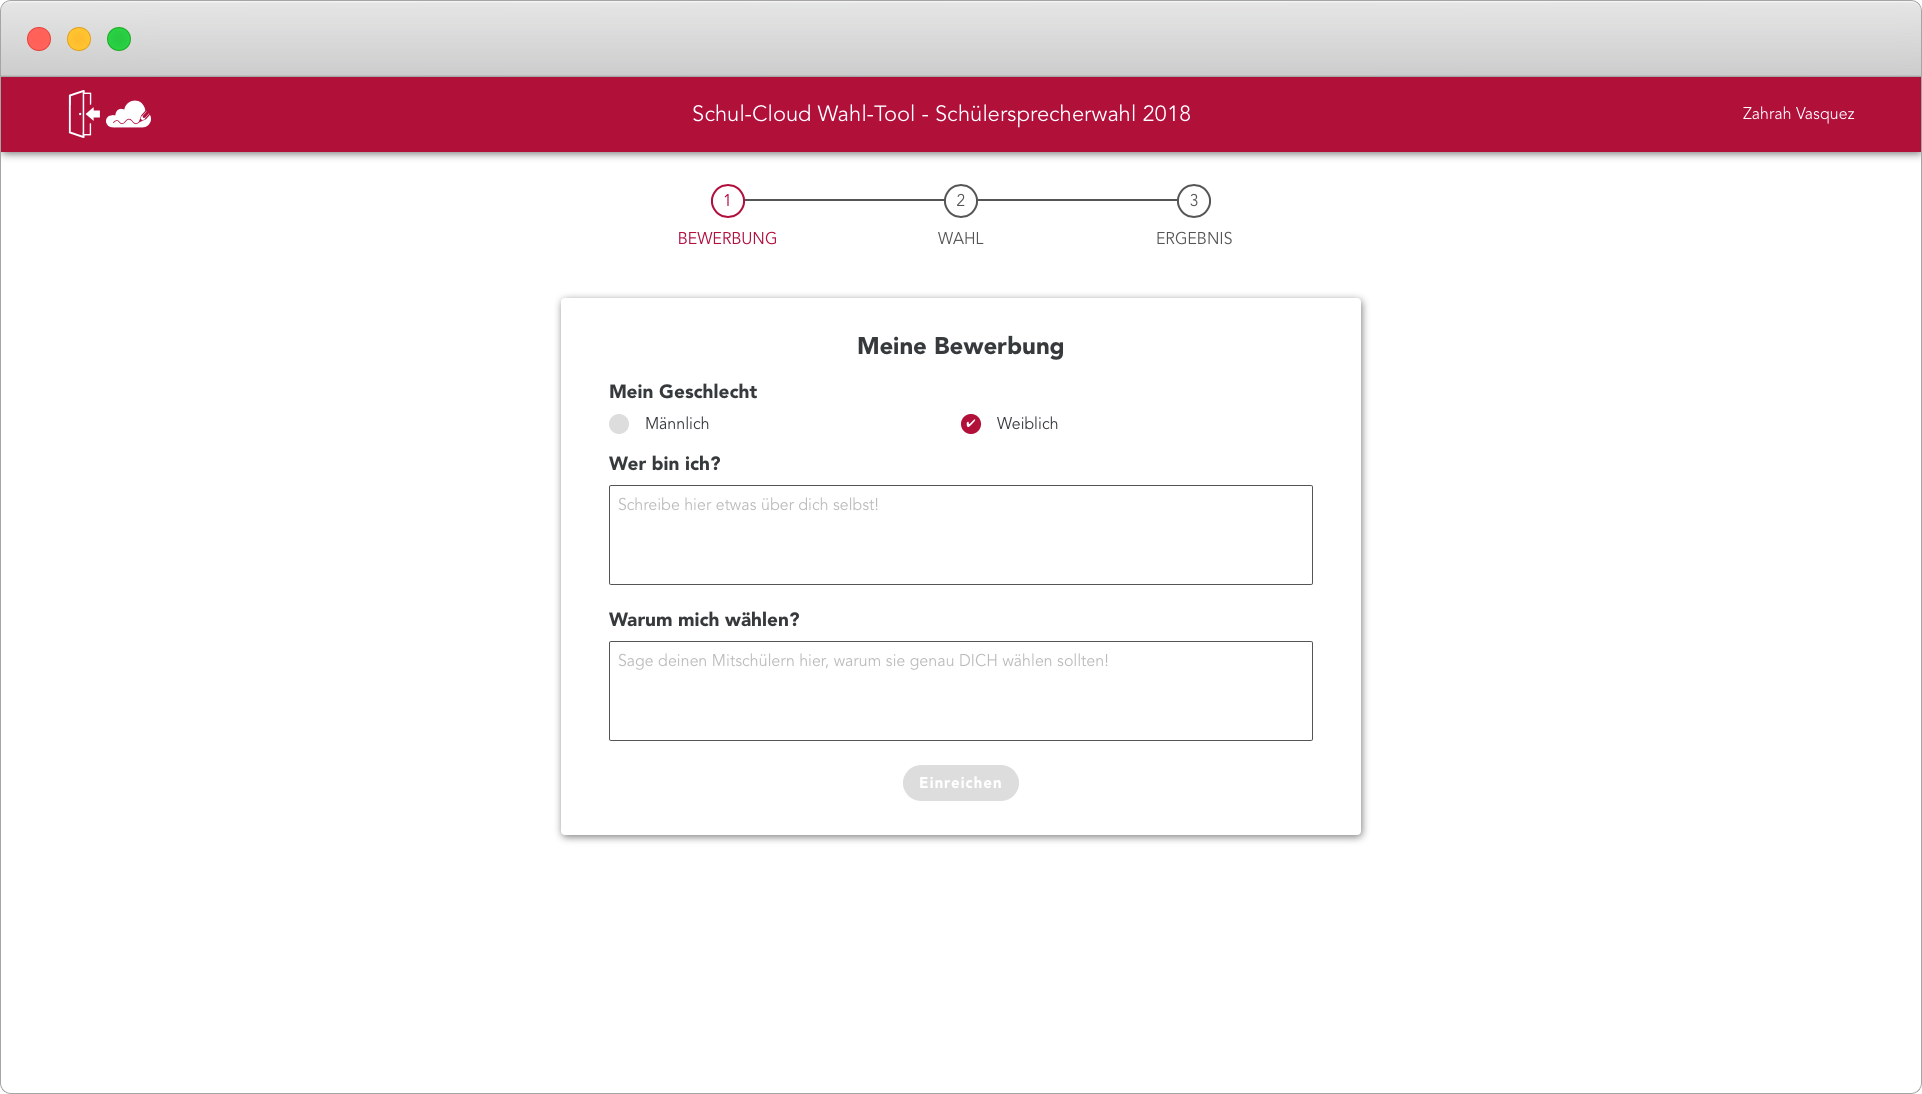 Schul-Cloud Wahl-Tool - Schülersprecherwahl 2018
Zahrah Vasquez
1
2
3
BEWERBUNG
WAHL
ERGEBNIS
Meine Bewerbung
Mein Geschlecht
Männlich
Weiblich
Wer bin ich?
Schreibe hier etwas über dich selbst!
Warum mich wählen?
Sage deinen Mitschülern hier, warum sie genau DICH wählen sollten!
Einreichen